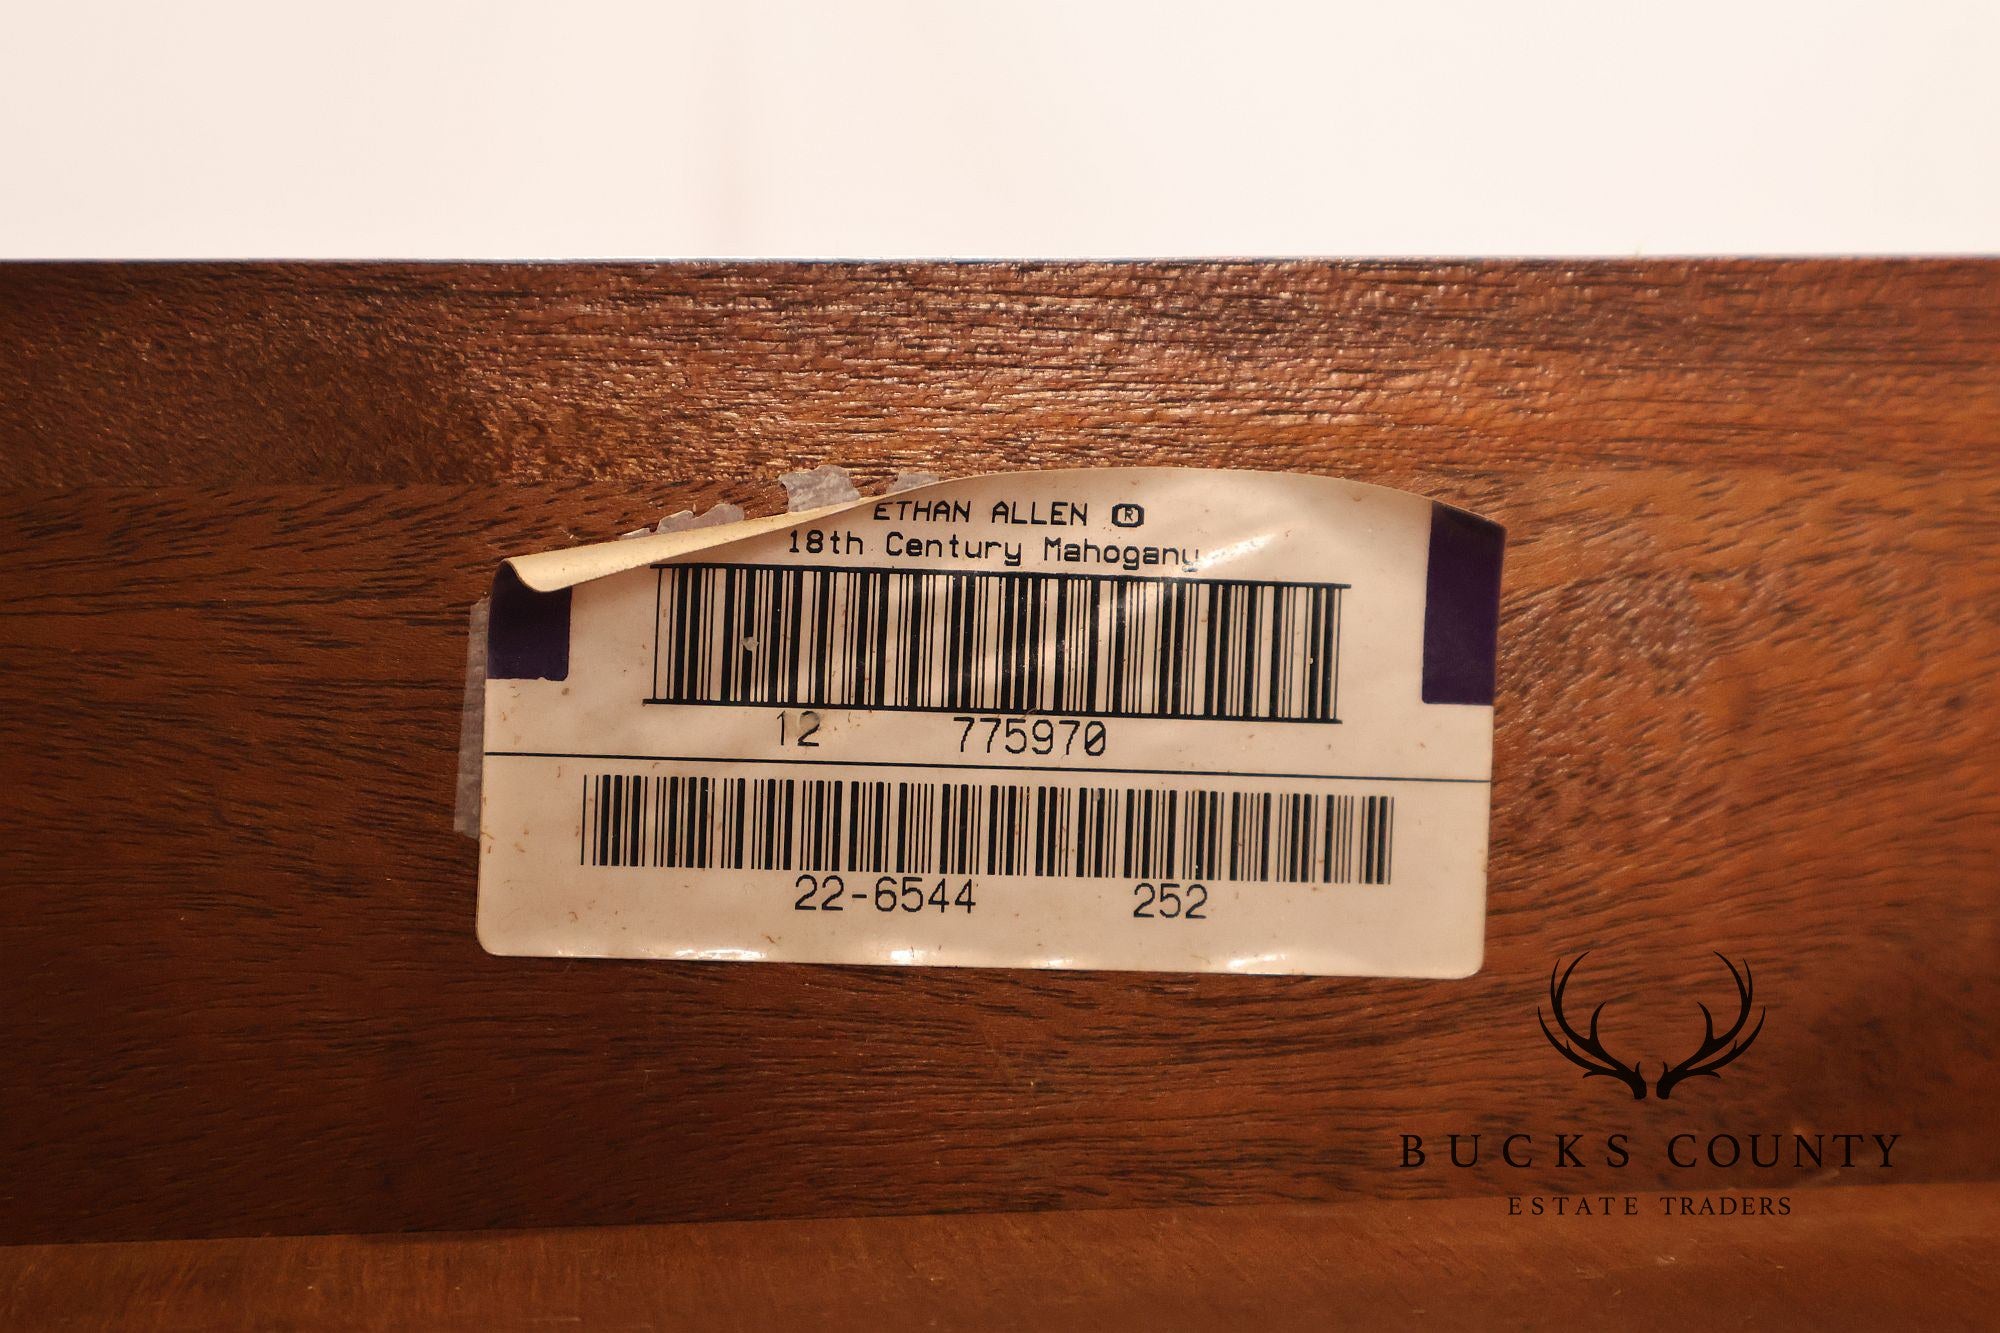 ETHAN ALLEN ®
18th Century Mahogany
12 775970
22-6544 252
BUCKS COUNTY
ESTATE TRADERS